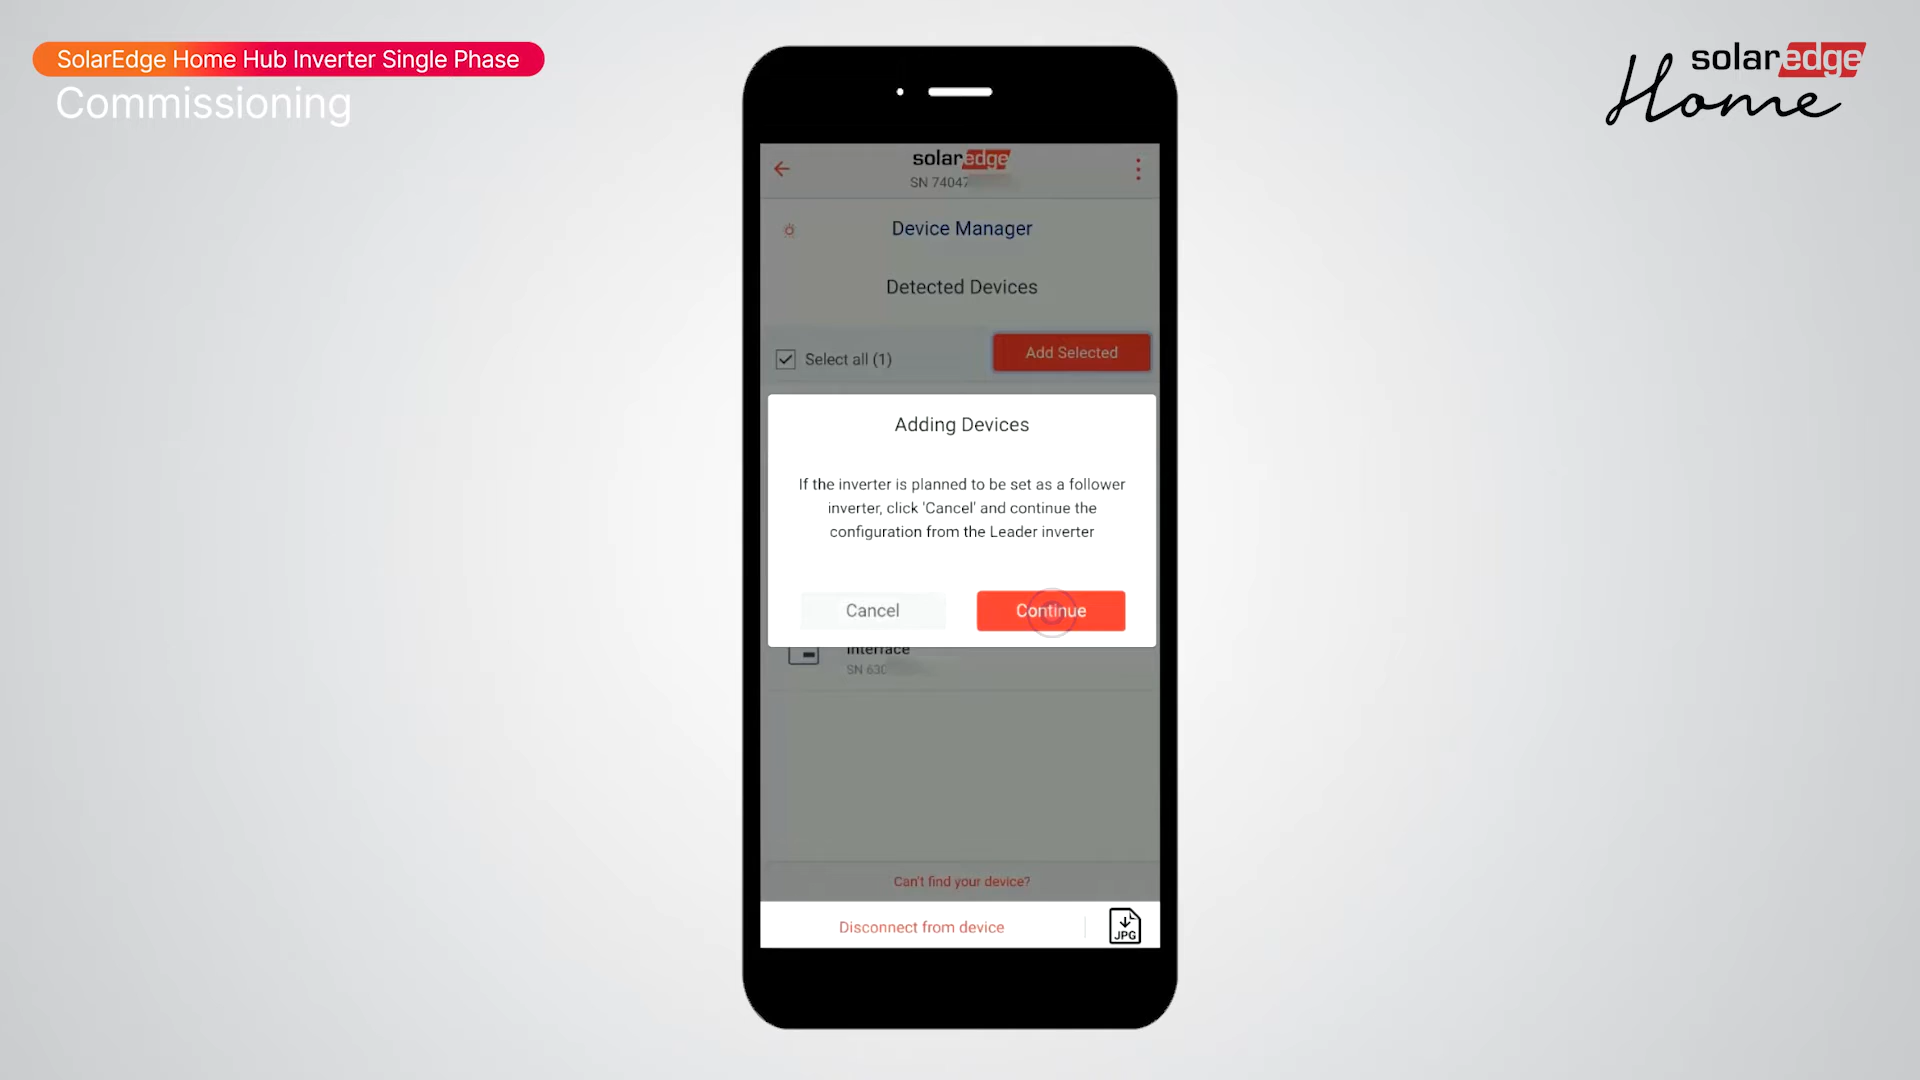 SolarEdge Home Hub Inverter Single Phase
Commissioning
solaredge
Home
solaredge
SN 74047
Device Manager
Detected Devices
Select all (1)
Add Selected
Adding Devices
If the inverter is planned to be set as a follower
inverter, click 'Cancel' and continue the
configuration from the Leader inverter
Cancel
Continue
Interface
SN 630
Can't find your device?
Disconnect from device
JPG